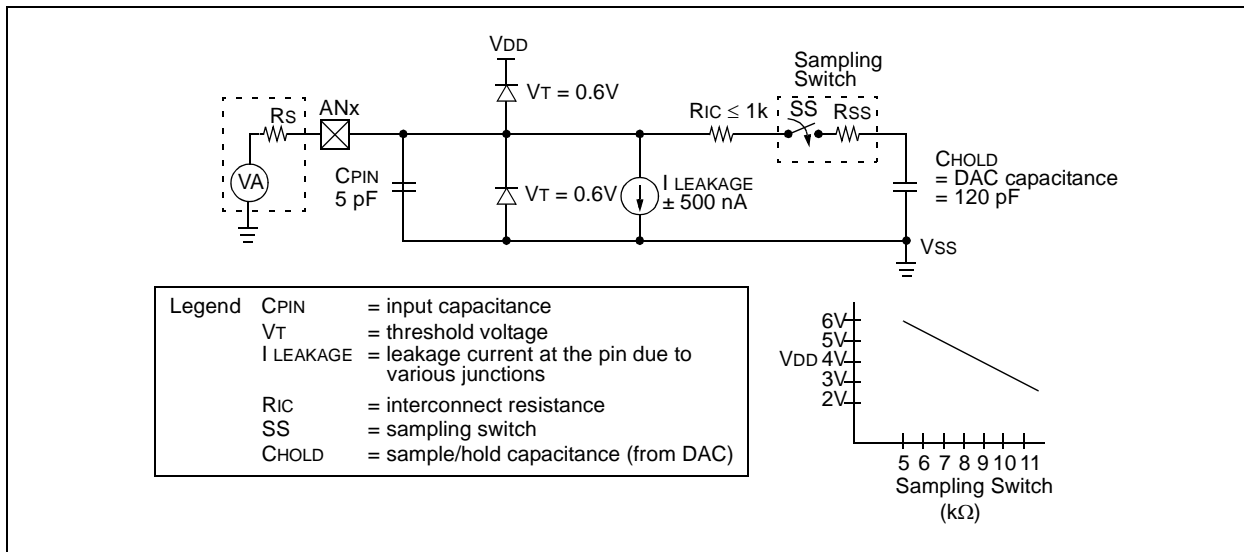 VDD
Sampling
Switch
VT = 0.6V
RS
ANx
RIC ≤ 1k
SS
RSS
VA
CPIN
5 pF
VT = 0.6V
I LEAKAGE
± 500 nA
CHOLD
= DAC capacitance
= 120 pF
VSS
Legend CPIN = input capacitance
VT = threshold voltage
I LEAKAGE = leakage current at the pin due to
various junctions
RIC = interconnect resistance
SS = sampling switch
CHOLD = sample/hold capacitance (from DAC)
6V
5V
VDD 4V
3V
2V
5 6 7 8 9 10 11
Sampling Switch
(kΩ)